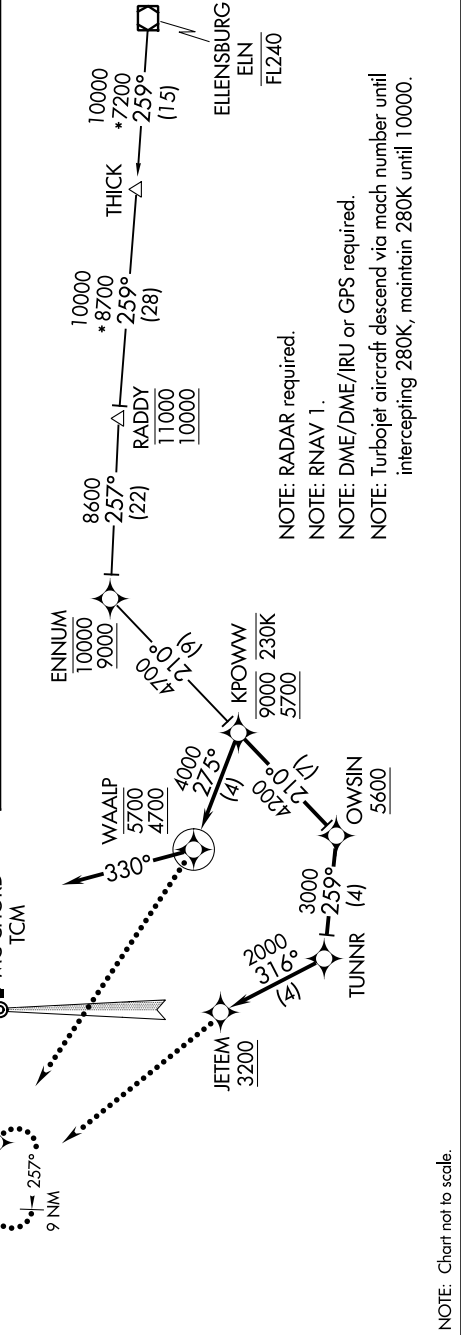 TCM
257°
9 NM
ELLENSBURG
ELN
FL240
10000
*7200
259°
(15)
THICK
10000
*8700
259°
(28)
RADDY
11000
10000
8600
257°
(22)
ENNUM
10000
9000
4700
210°
(9)
KPOWW
9000 230K
5700
4000
275°
(4)
WAALP
5700
4700
330°
4200
210°
(7)
OWSIN
5600
3000
259°
(4)
TUNNR
2000
316°
(4)
JETEM
3200
NOTE: RADAR required.
NOTE: RNAV 1.
NOTE: DME/DME/IRU or GPS required.
NOTE: Turbojet aircraft descend via mach number until
intercepting 280K, maintain 280K until 10000.
NOTE: Chart not to scale.